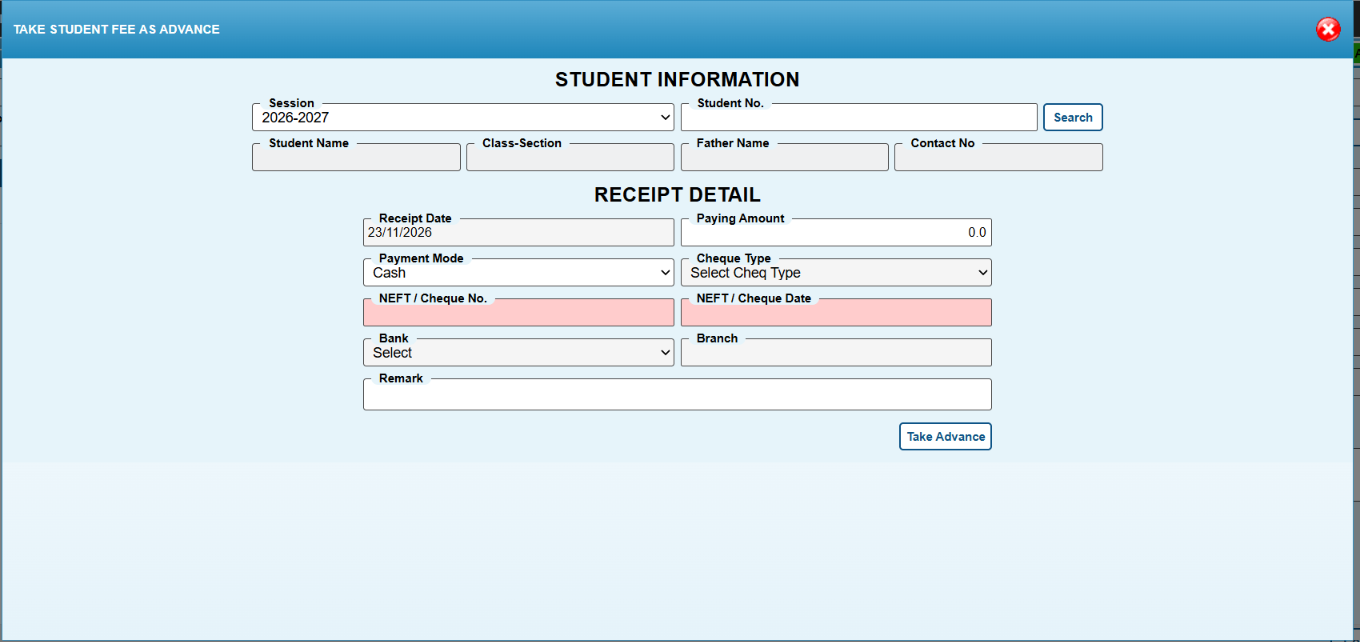 TAKE STUDENT FEE AS ADVANCE
STUDENT INFORMATION
Session
2026-2027
Student No.
Search
Student Name
Class-Section
Father Name
Contact No
RECEIPT DETAIL
Receipt Date
23/11/2026
Paying Amount
0.0
Payment Mode
Cash
Cheque Type
Select Cheq Type
NEFT / Cheque No.
NEFT / Cheque Date
Bank
Select
Branch
Remark
Take Advance